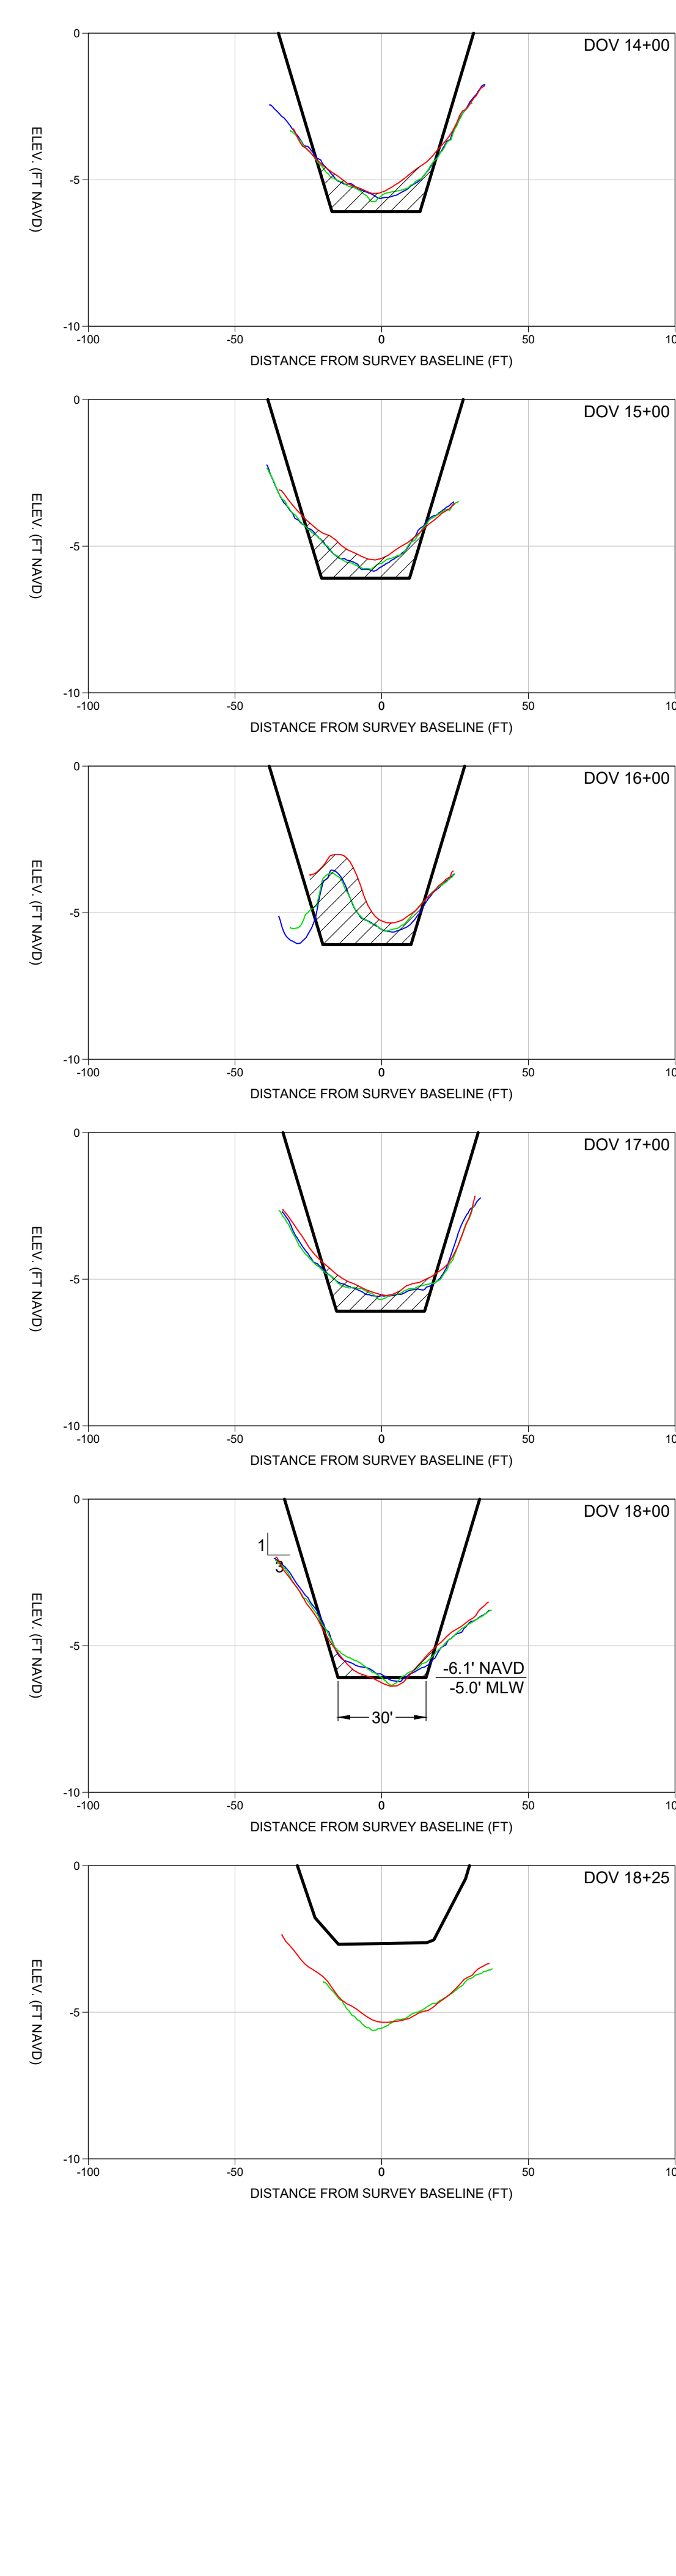 DOV 14+00
0
-5
-10
ELEV. (FT NAVD)
-100 -50 0 50 10
DISTANCE FROM SURVEY BASELINE (FT)
DOV 15+00
0
-5
-10
ELEV. (FT NAVD)
-100 -50 0 50 10
DISTANCE FROM SURVEY BASELINE (FT)
DOV 16+00
0
-5
-10
ELEV. (FT NAVD)
-100 -50 0 50 10
DISTANCE FROM SURVEY BASELINE (FT)
DOV 17+00
0
-5
-10
ELEV. (FT NAVD)
-100 -50 0 50 10
DISTANCE FROM SURVEY BASELINE (FT)
DOV 18+00
0
-5
-10
ELEV. (FT NAVD)
1
3
-6.1' NAVD
-5.0' MLW
30'
-100 -50 0 50 10
DISTANCE FROM SURVEY BASELINE (FT)
DOV 18+25
0
-5
-10
ELEV. (FT NAVD)
-100 -50 0 50 10
DISTANCE FROM SURVEY BASELINE (FT)